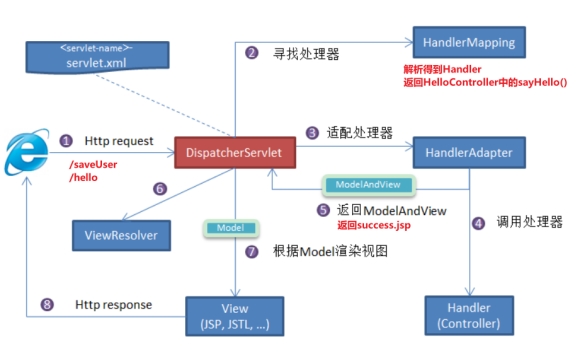 <servlet-name>-
servlet.xml
② 寻找处理器
HandlerMapping
解析得到Handler
返回HelloController中的sayHello()
① Http request
/saveUser
/hello
DispatcherServlet
③ 适配处理器
HandlerAdapter
ModelAndView
⑤ 返回ModelAndView
返回success.jsp
④ 调用处理器
⑥
ViewResolver
Model
⑦ 根据Model渲染视图
⑧ Http response
View
(JSP, JSTL, ...)
Handler
(Controller)